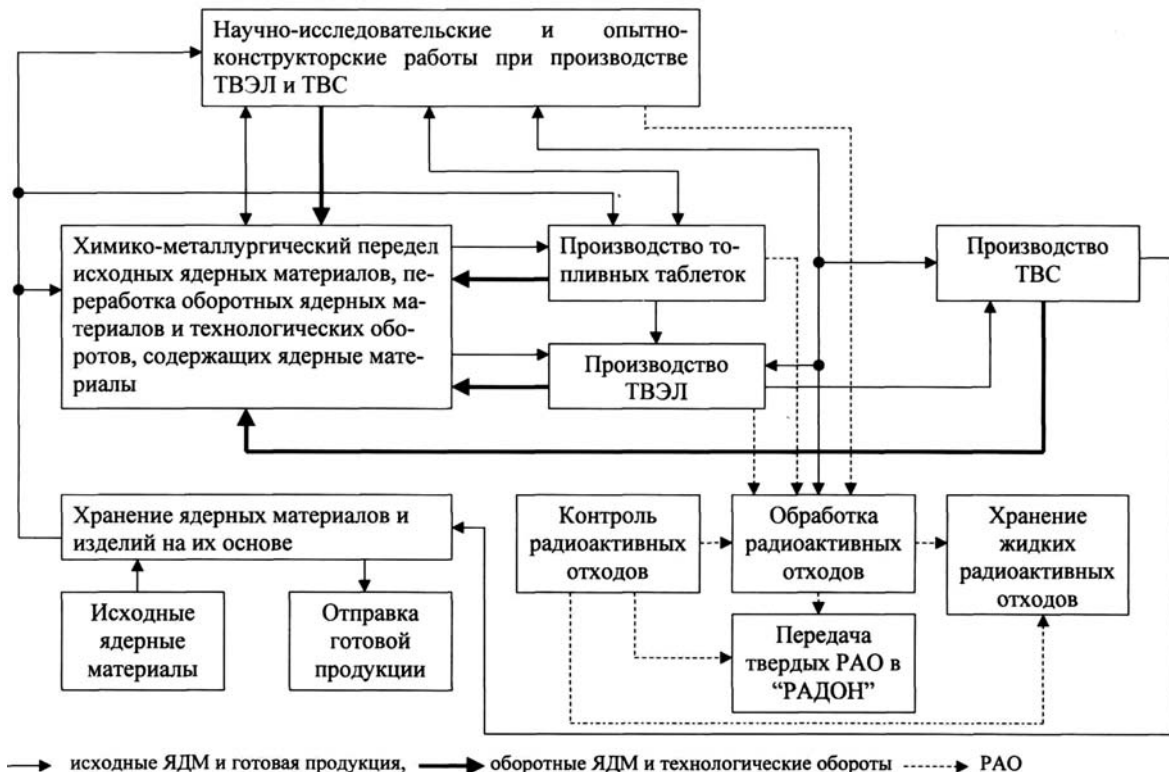 Научно-исследовательские и опытно-
конструкторские работы при производстве
ТВЭЛ и ТВС
Химико-металлургический передел
исходных ядерных материалов, пе-
реработка оборотных ядерных ма-
териалов и технологических обо-
ротов, содержащих ядерные мате-
риалы
Производство то-
пливных таблеток
Производство
ТВС
Производство
ТВЭЛ
Хранение ядерных материалов и
изделий на их основе
Контроль
радиоактивных
отходов
Обработка
радиоактивных
отходов
Хранение
жидких
радиоактивных
отходов
Исходные
ядерные
материалы
Отправка
готовой
продукции
Передача
твердых РАО в
“РАДОН”
исходные ЯДМ и готовая продукция, оборотные ЯДМ и технологические обороты РАО